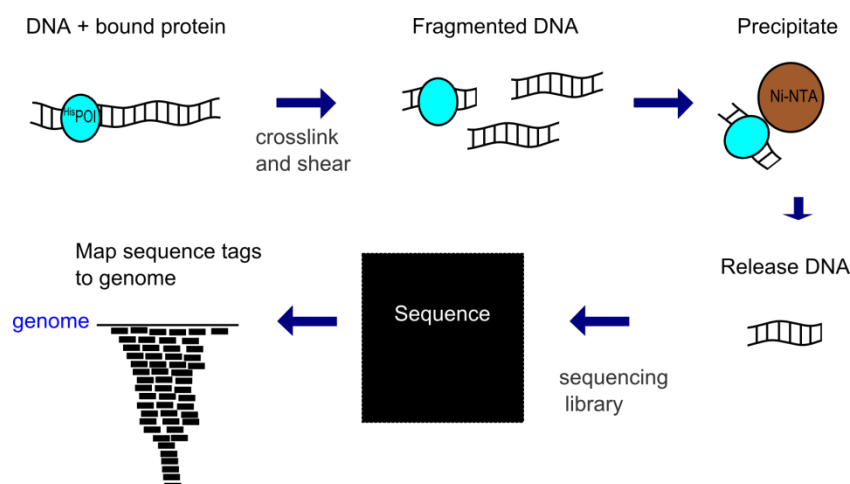 DNA + bound protein
Fragmented DNA
Precipitate
HisPOI
Ni-NTA
crosslink
and shear
Map sequence tags
to genome
Release DNA
genome
Sequence
sequencing
library